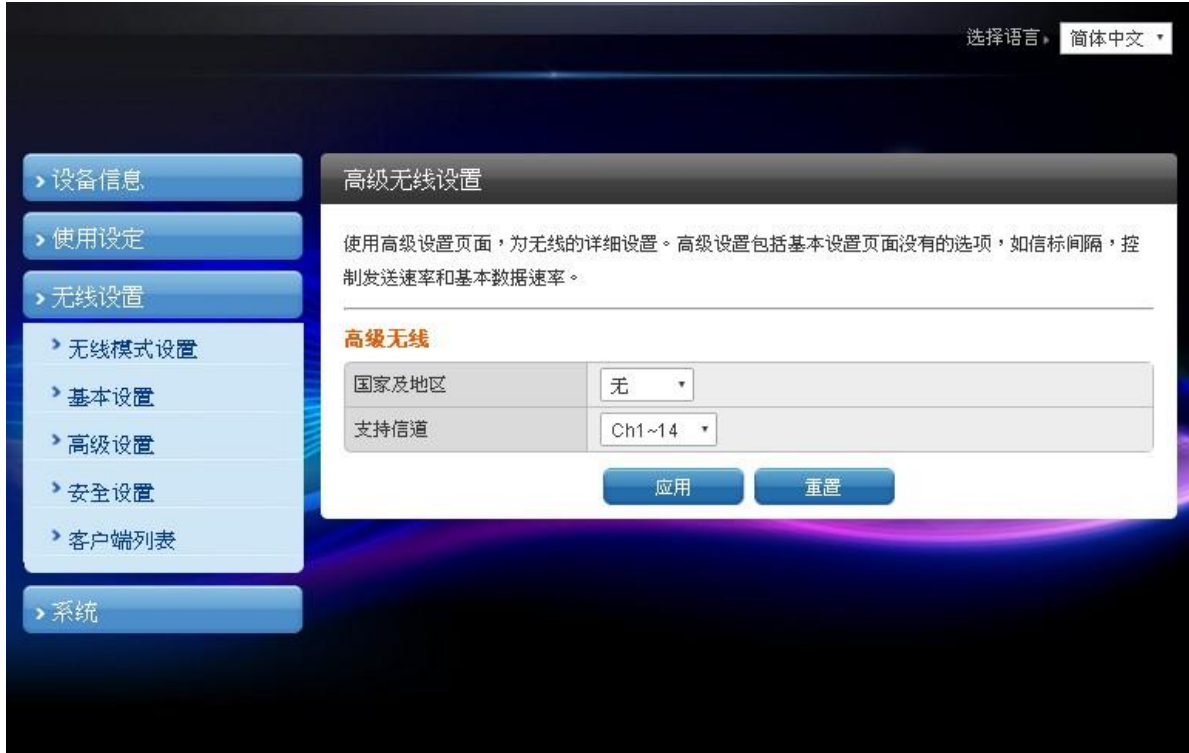 选择语言
简体中文
设备信息
使用设定
无线设置
无线模式设置
基本设置
高级设置
安全设置
客户端列表
系统
高级无线设置
使用高级设置页面，为无线的详细设置。高级设置包括基本设置页面没有的选项，如信标间隔，控
制发送速率和基本数据速率。
高级无线
国家及地区 无
支持信道 Ch1~14
应用 重置